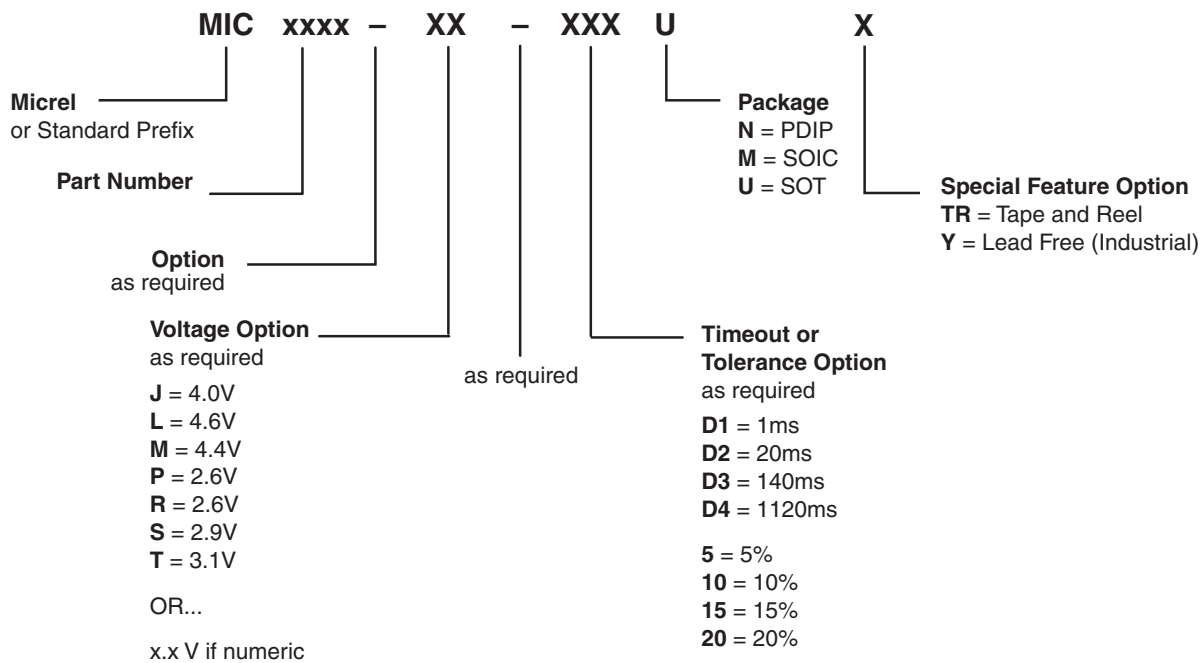 MIC xxxx – XX – XXX U X
Micrel
or Standard Prefix
Part Number
Option
as required
Voltage Option
as required
J = 4.0V
L = 4.6V
M = 4.4V
P = 2.6V
R = 2.6V
S = 2.9V
T = 3.1V
OR...
x.x V if numeric
as required
Timeout or
Tolerance Option
as required
D1 = 1ms
D2 = 20ms
D3 = 140ms
D4 = 1120ms
5 = 5%
10 = 10%
15 = 15%
20 = 20%
Package
N = PDIP
M = SOIC
U = SOT
Special Feature Option
TR = Tape and Reel
Y = Lead Free (Industrial)